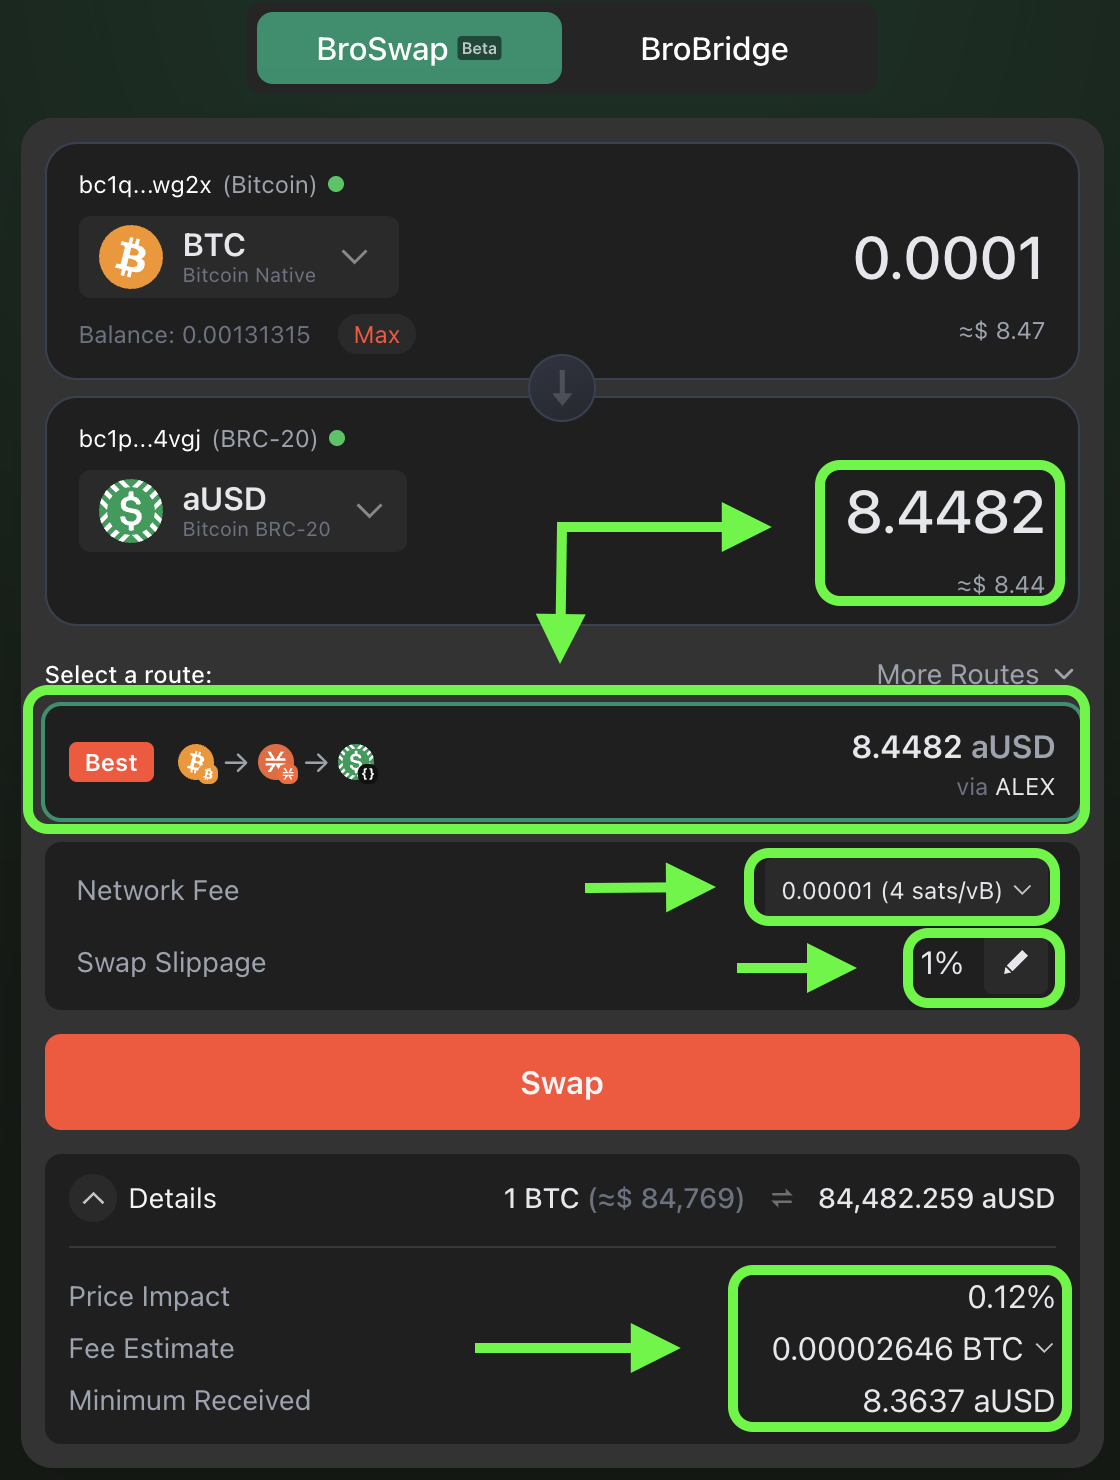 BroSwap Beta
BroBridge
bc1q...wg2x (Bitcoin)
BTC
Bitcoin Native
0.0001
Balance: 0.00131315 Max
≈$ 8.47
bc1p...4vgj (BRC-20)
aUSD
Bitcoin BRC-20
8.4482
≈$ 8.44
Select a route: More Routes
Best
8.4482 aUSD
via ALEX
Network Fee 0.00001 (4 sats/vB)
Swap Slippage 1%
Swap
Details 1 BTC (≈$ 84,769) ⇌ 84,482.259 aUSD
Price Impact 0.12%
Fee Estimate 0.00002646 BTC
Minimum Received 8.3637 aUSD